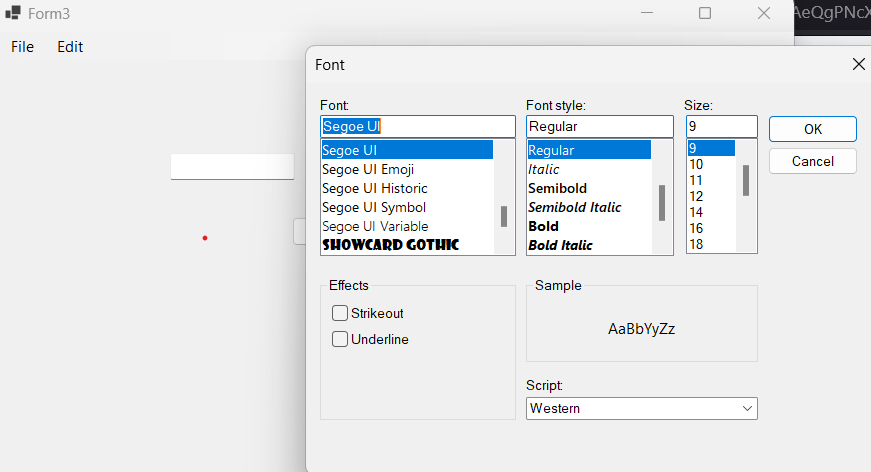 Form3
AeQgPNcX
File Edit
Font
Font: Font style: Size:
Segoe UI Regular 9 OK
Segoe UI Regular 9 Cancel
Segoe UI Emoji Italic 10
Segoe UI Historic Semibold 11
Segoe UI Symbol Semibold Italic 12
Segoe UI Variable Bold 14
SHOWCARD GOTHIC Bold Italic 16
18
Effects Sample
Strikeout
Underline AaBbYyZz
Script:
Western